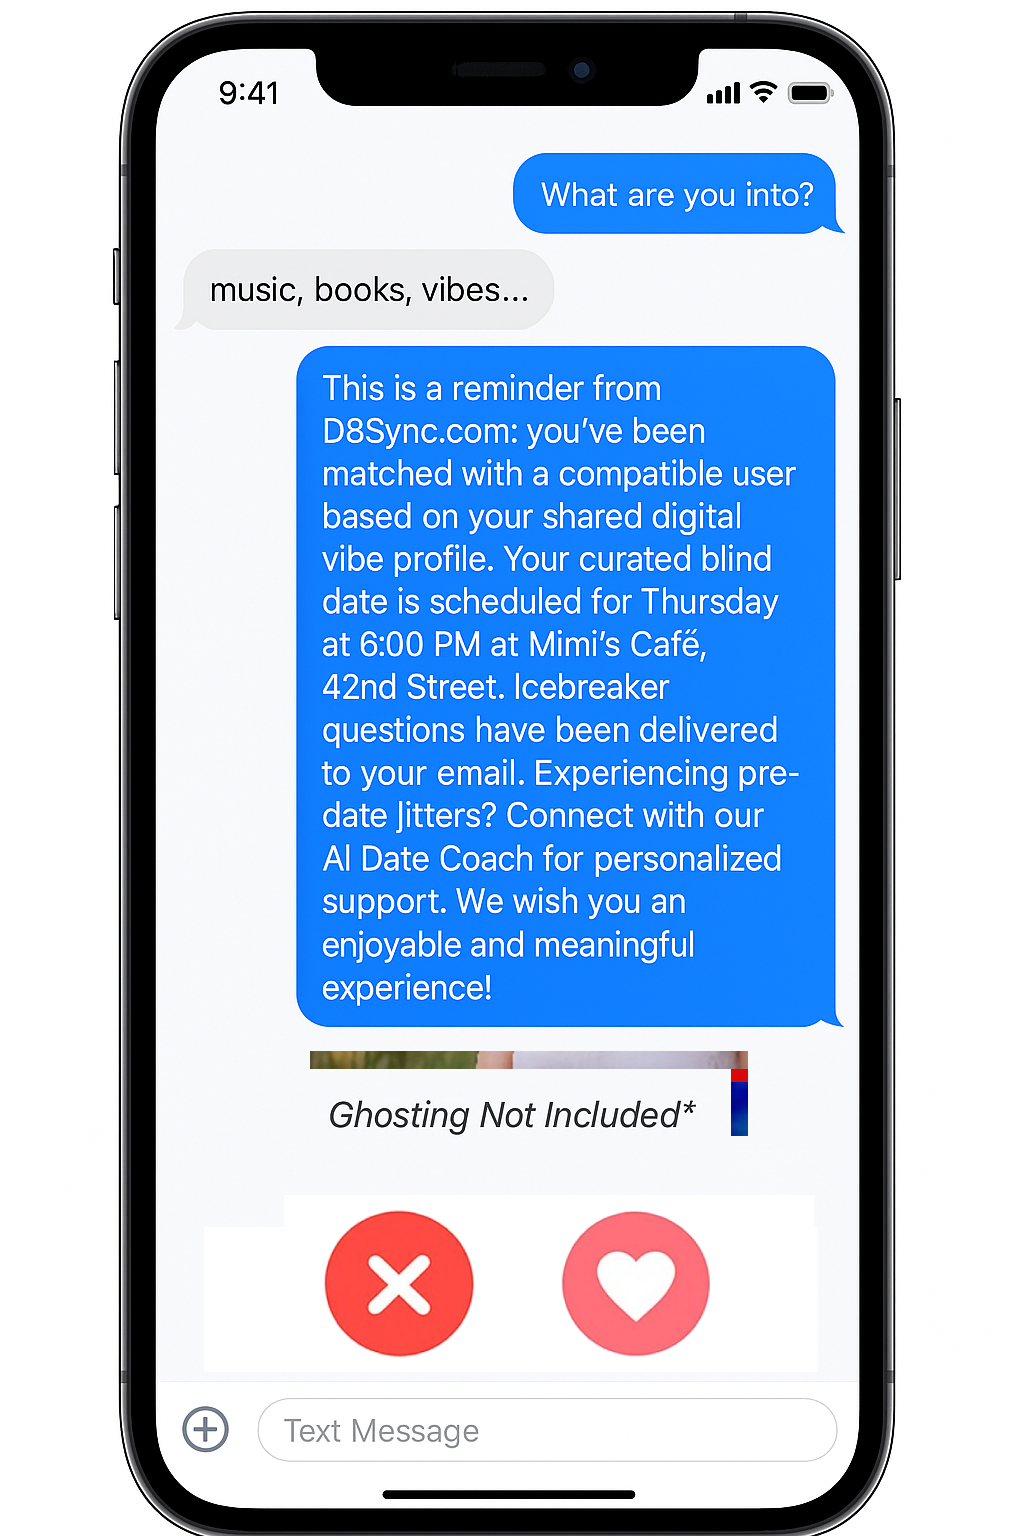 9:41
What are you into?
music, books, vibes...
This is a reminder from
D8Sync.com: you’ve been
matched with a compatible user
based on your shared digital
vibe profile. Your curated blind
date is scheduled for Thursday
at 6:00 PM at Mimi’s Café,
42nd Street. Icebreaker
questions have been delivered
to your email. Experiencing pre-
date Jitters? Connect with our
AI Date Coach for personalized
support. We wish you an
enjoyable and meaningful
experience!
Ghosting Not Included*
Text Message